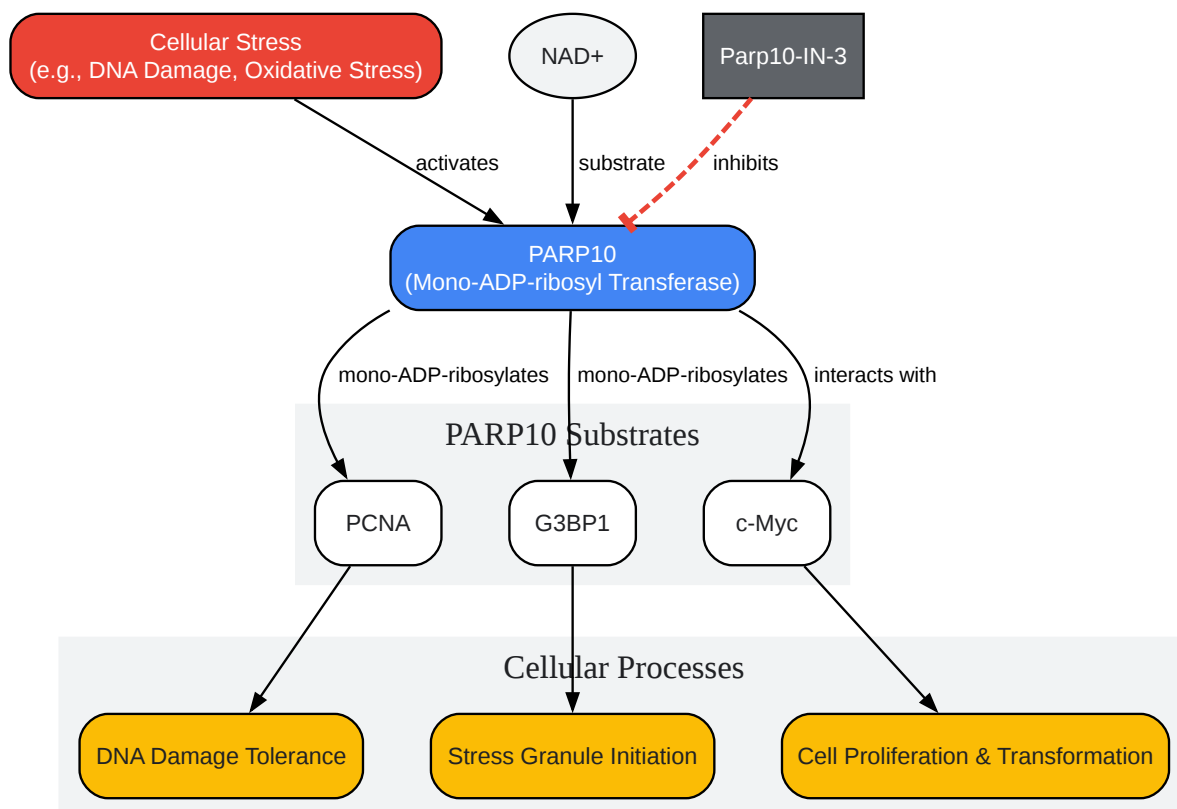 Cellular Stress
(e.g., DNA Damage, Oxidative Stress)
NAD+
Parp10-IN-3
activates
substrate
inhibits
PARP10
(Mono-ADP-ribosyl Transferase)
mono-ADP-ribosylates
mono-ADP-ribosylates
interacts with
PARP10 Substrates
PCNA
G3BP1
c-Myc
Cellular Processes
DNA Damage Tolerance
Stress Granule Initiation
Cell Proliferation & Transformation